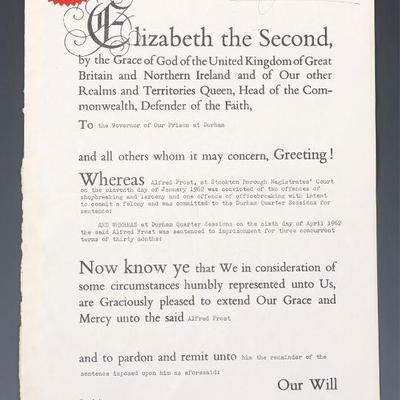 Elizabeth the Second,
by the Grace of God of the United Kingdom of Great
Britain and Northern Ireland and of Our other
Realms and Territories Queen, Head of the Com-
monwealth, Defender of the Faith,
To the Governor of Our Prison at Durham
and all others whom it may concern, Greeting!
Whereas Alfred Frost, at Stockton Borough Magistrates' Court
on the eleventh day of January 1962 was convicted of two offences of
shopbreaking and larceny and one offence of officebreaking with intent
to commit a felony and was committed to the Durham Quarter Sessions for
sentence:
AND WHEREAS at Durham Quarter Sessions on the sixth day of April 1962
the said Alfred Frost was sentenced to imprisonment for three concurrent
terms of thirty months:
Now know ye that We in consideration of
some circumstances humbly represented unto Us,
are Graciously pleased to extend Our Grace and
Mercy unto the said Alfred Frost
and to pardon and remit unto him the remainder of the
sentence imposed upon him as aforesaid:
Our Will